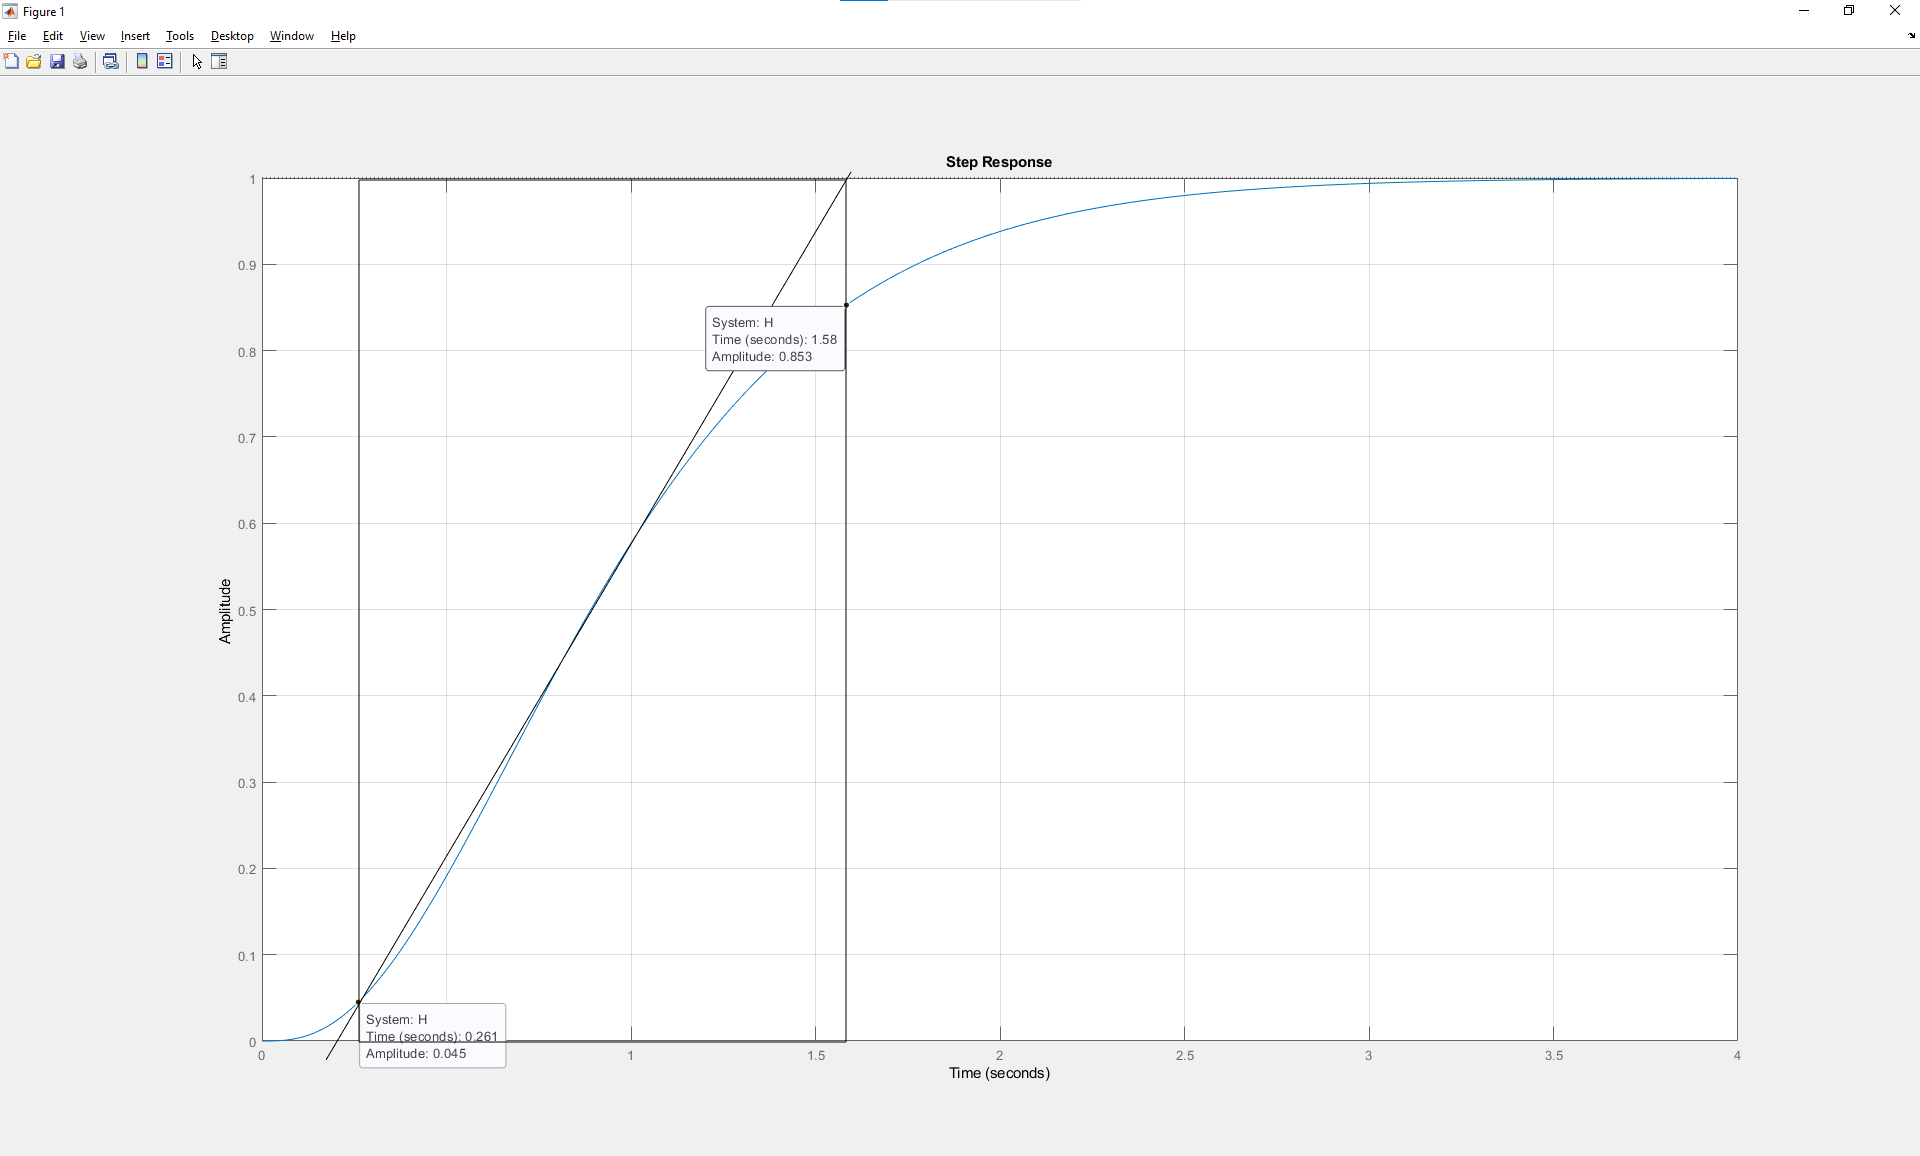 Figure 1
File Edit View Insert Tools Desktop Window Help
Step Response
1
0.9
0.8
0.7
0.6
0.5
0.4
0.3
0.2
0.1
0
Amplitude
System: H
Time (seconds): 1.58
Amplitude: 0.853
System: H
Time (seconds): 0.261
Amplitude: 0.045
0 1 1.5 2 2.5 3 3.5 4
Time (seconds)